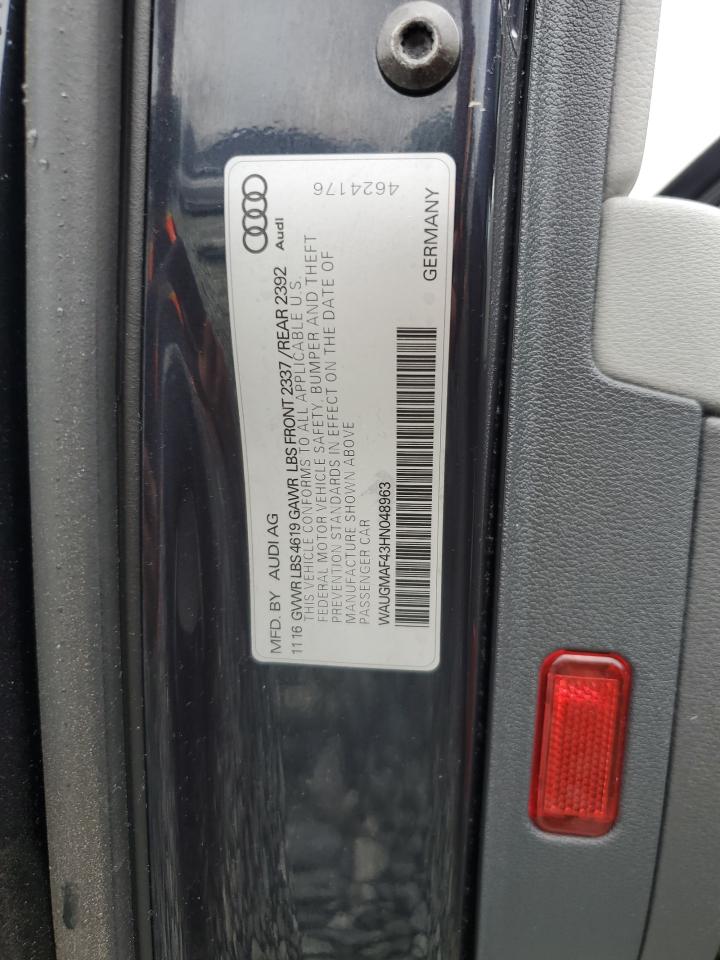 MFD. BY AUDI AG
Audi
11 16 GVWR LBS 4619 GAWR LBS FRONT 2337 / REAR 2392
THIS VEHICLE CONFORMS TO ALL APPLICABLE U.S.
FEDERAL MOTOR VEHICLE SAFETY, BUMPER AND THEFT
PREVENTION STANDARDS IN EFFECT ON THE DATE OF
MANUFACTURE SHOWN ABOVE
PASSENGER CAR
4624176
WAUGMAF43HN048963
GERMANY